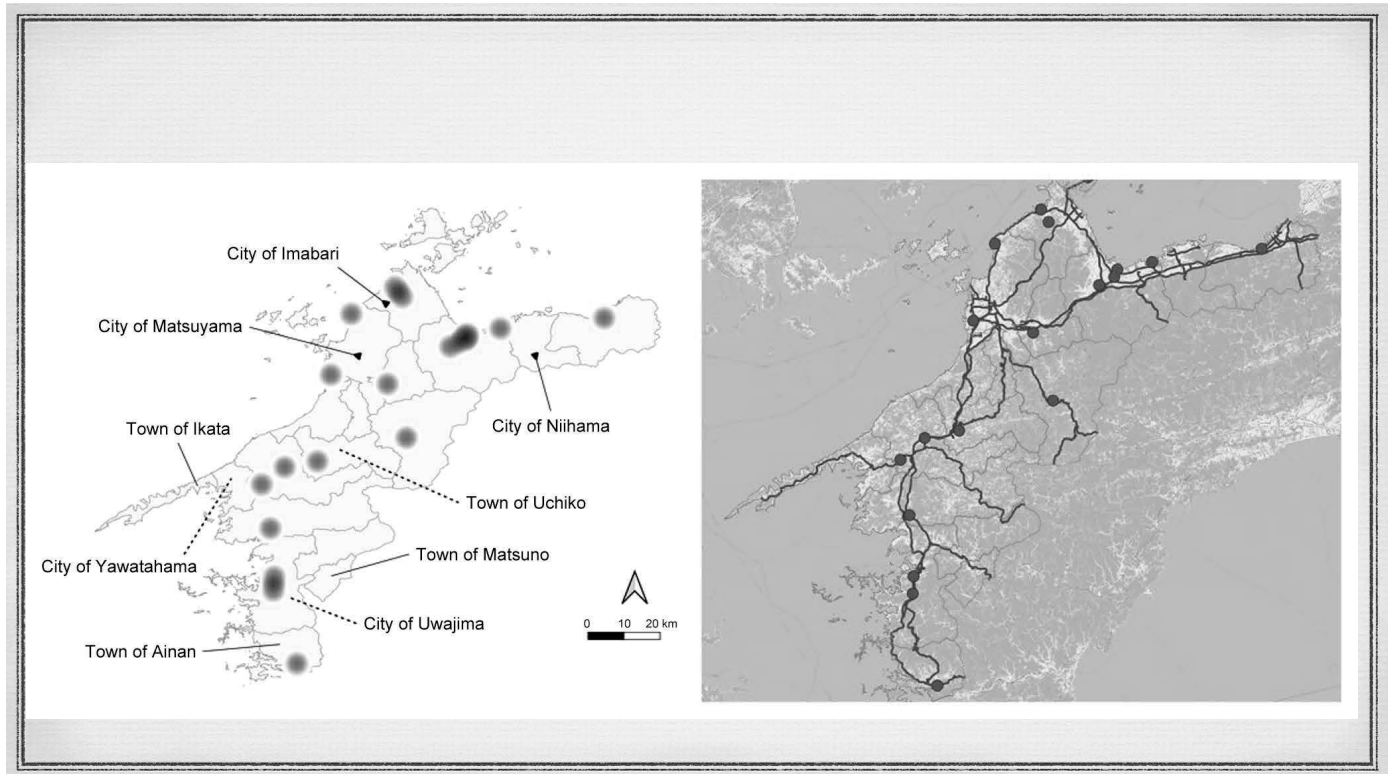 City of Imabari
City of Matsuyama
Town of Ikata
City of Niihama
Town of Uchiko
City of Yawatahama
Town of Matsuno
City of Uwajima
Town of Ainan
0 10 20 km